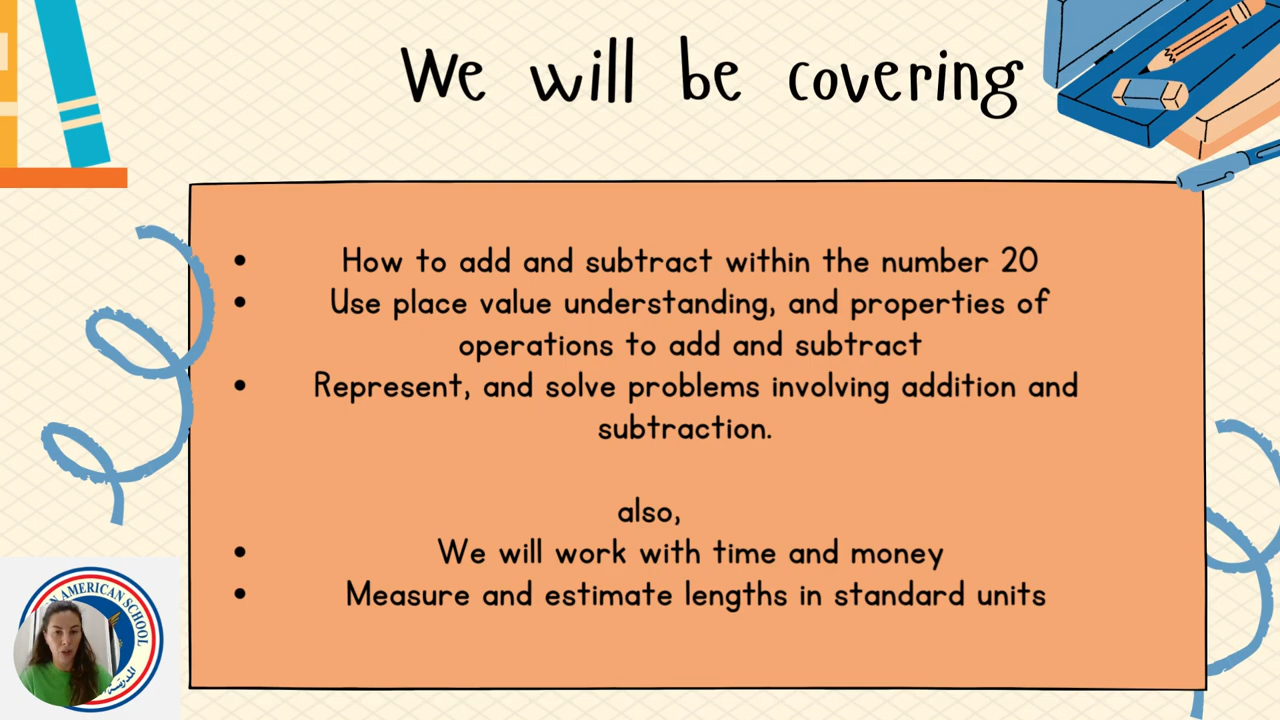 We will be covering
• How to add and subtract within the number 20
• Use place value understanding, and properties of
operations to add and subtract
• Represent, and solve problems involving addition and
subtraction.
also,
• We will work with time and money
• Measure and estimate lengths in standard units
AMERICAN SCHOOL